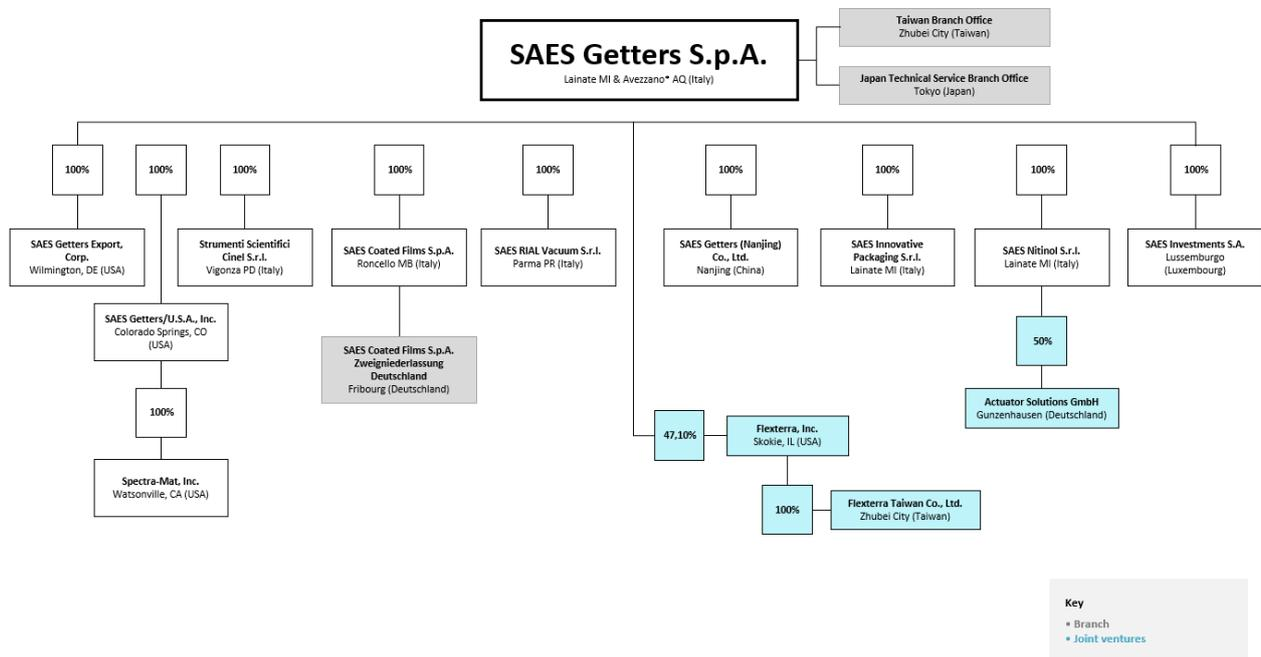 SAES Getters S.p.A.
Lainate MI & Avezzano* AQ (Italy)
Taiwan Branch Office
Zhubei City (Taiwan)
Japan Technical Service Branch Office
Tokyo (Japan)
100%
100%
100%
100%
100%
100%
100%
100%
100%
SAES Getters Export,
Corp.
Wilmington, DE (USA)
Strumenti Scientifici
Cinel S.r.l.
Vigonza PD (Italy)
SAES Coated Films S.p.A.
Roncello MB (Italy)
SAES RIAL Vacuum S.r.l.
Parma PR (Italy)
SAES Getters (Nanjing)
Co., Ltd.
Nanjing (China)
SAES Innovative
Packaging S.r.l.
Lainate MI (Italy)
SAES Nitinol S.r.l.
Lainate MI (Italy)
SAES Investments S.A.
Lussemburgo
(Luxembourg)
SAES Getters/U.S.A., Inc.
Colorado Springs, CO
(USA)
SAES Coated Films S.p.A.
Zweigniederlassung
Deutschland
Fribourg (Deutschland)
50%
Actuator Solutions GmbH
Gunzenhausen (Deutschland)
100%
Spectra-Mat, Inc.
Watsonville, CA (USA)
47,10%
Flexterra, Inc.
Skokie, IL (USA)
100%
Flexterra Taiwan Co., Ltd.
Zhubei City (Taiwan)
Key
• Branch
• Joint ventures